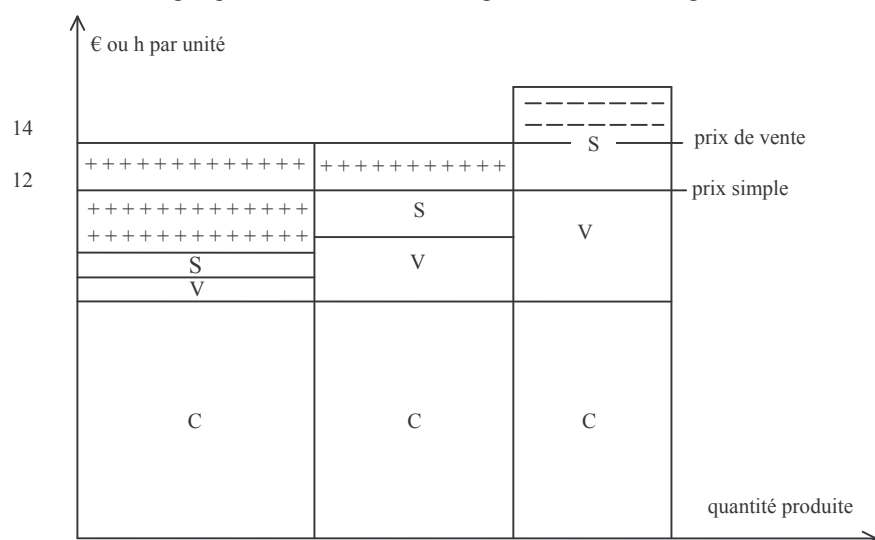 € ou h par unité
14
prix de vente
S
+ + + + + + + + + + + + +
+ + + + + + + + + +
12
prix simple
+ + + + + + + + + + + + +
S
+ + + + + + + + + + + + +
V
V
S
V
C
C
C
quantité produite